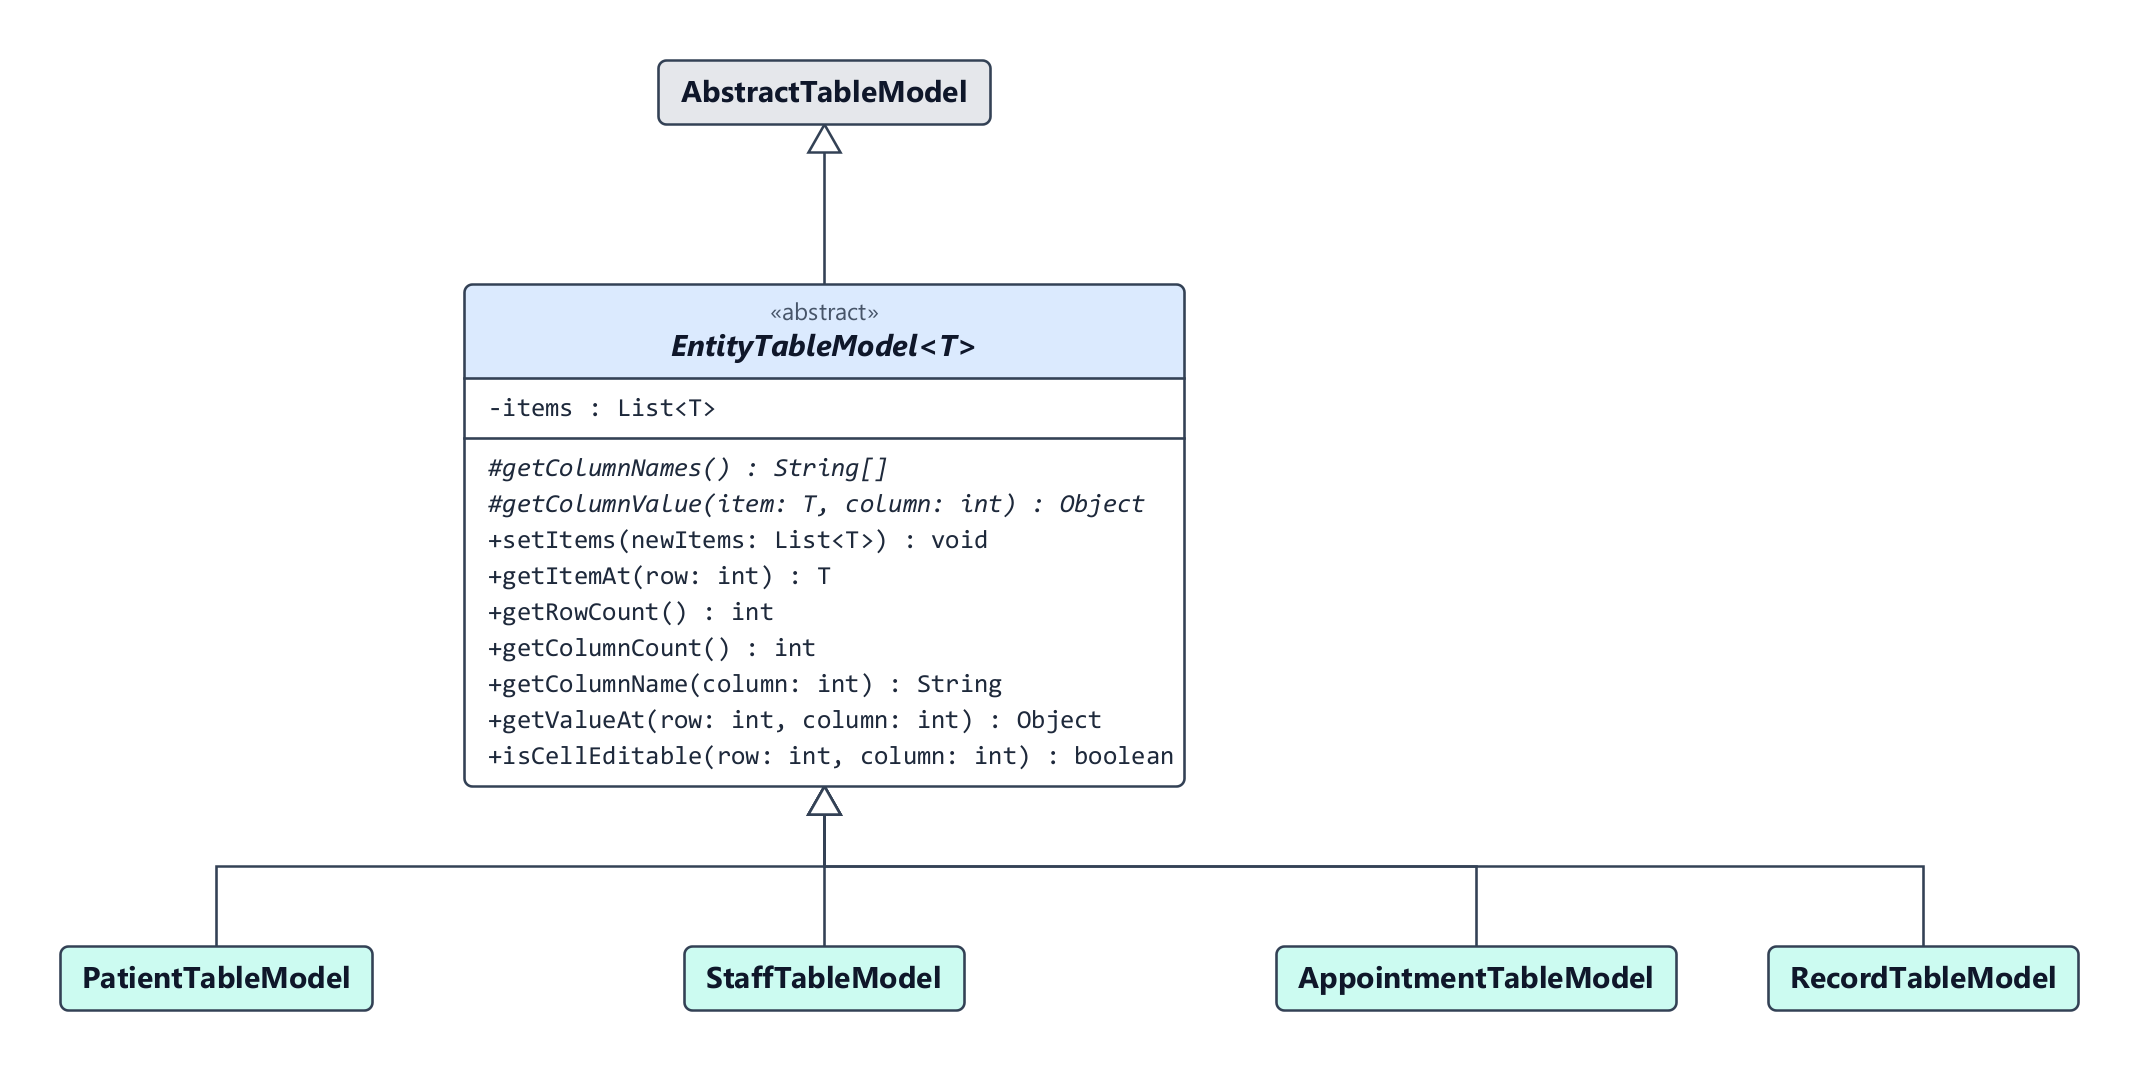 AbstractTableModel
«abstract»
EntityTableModel<T>
-items : List<T>
#getColumnNames() : String[]
#getColumnValue(item: T, column: int) : Object
+setItems(newItems: List<T>) : void
+getItemAt(row: int) : T
+getRowCount() : int
+getColumnCount() : int
+getColumnName(column: int) : String
+getValueAt(row: int, column: int) : Object
+isCellEditable(row: int, column: int) : boolean
PatientTableModel
StaffTableModel
AppointmentTableModel
RecordTableModel